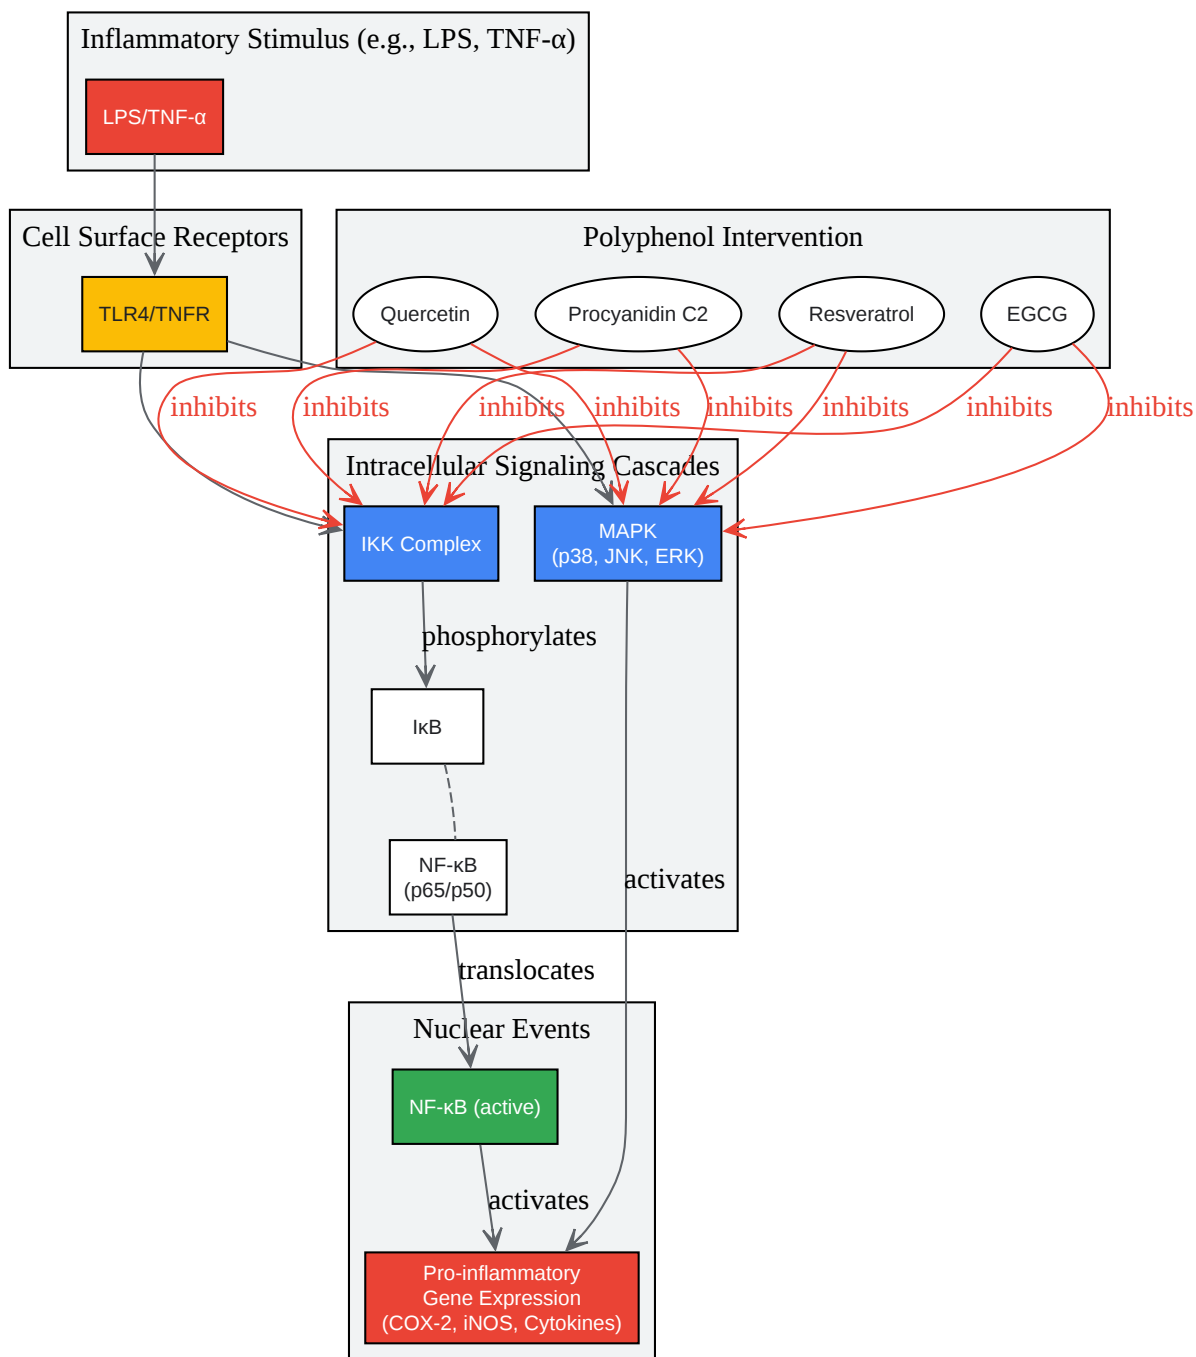 Inflammatory Stimulus (e.g., LPS, TNF-α)
LPS/TNF-α
Cell Surface Receptors
TLR4/TNFR
Polyphenol Intervention
Quercetin
Procyanidin C2
Resveratrol
EGCG
inhibits
inhibits
inhibits
inhibits
inhibits
inhibits
inhibits
inhibits
Intracellular Signaling Cascades
IKK Complex
MAPK
(p38, JNK, ERK)
phosphorylates
IκB
NF-κB
(p65/p50)
activates
translocates
Nuclear Events
NF-κB (active)
activates
Pro-inflammatory
Gene Expression
(COX-2, iNOS, Cytokines)